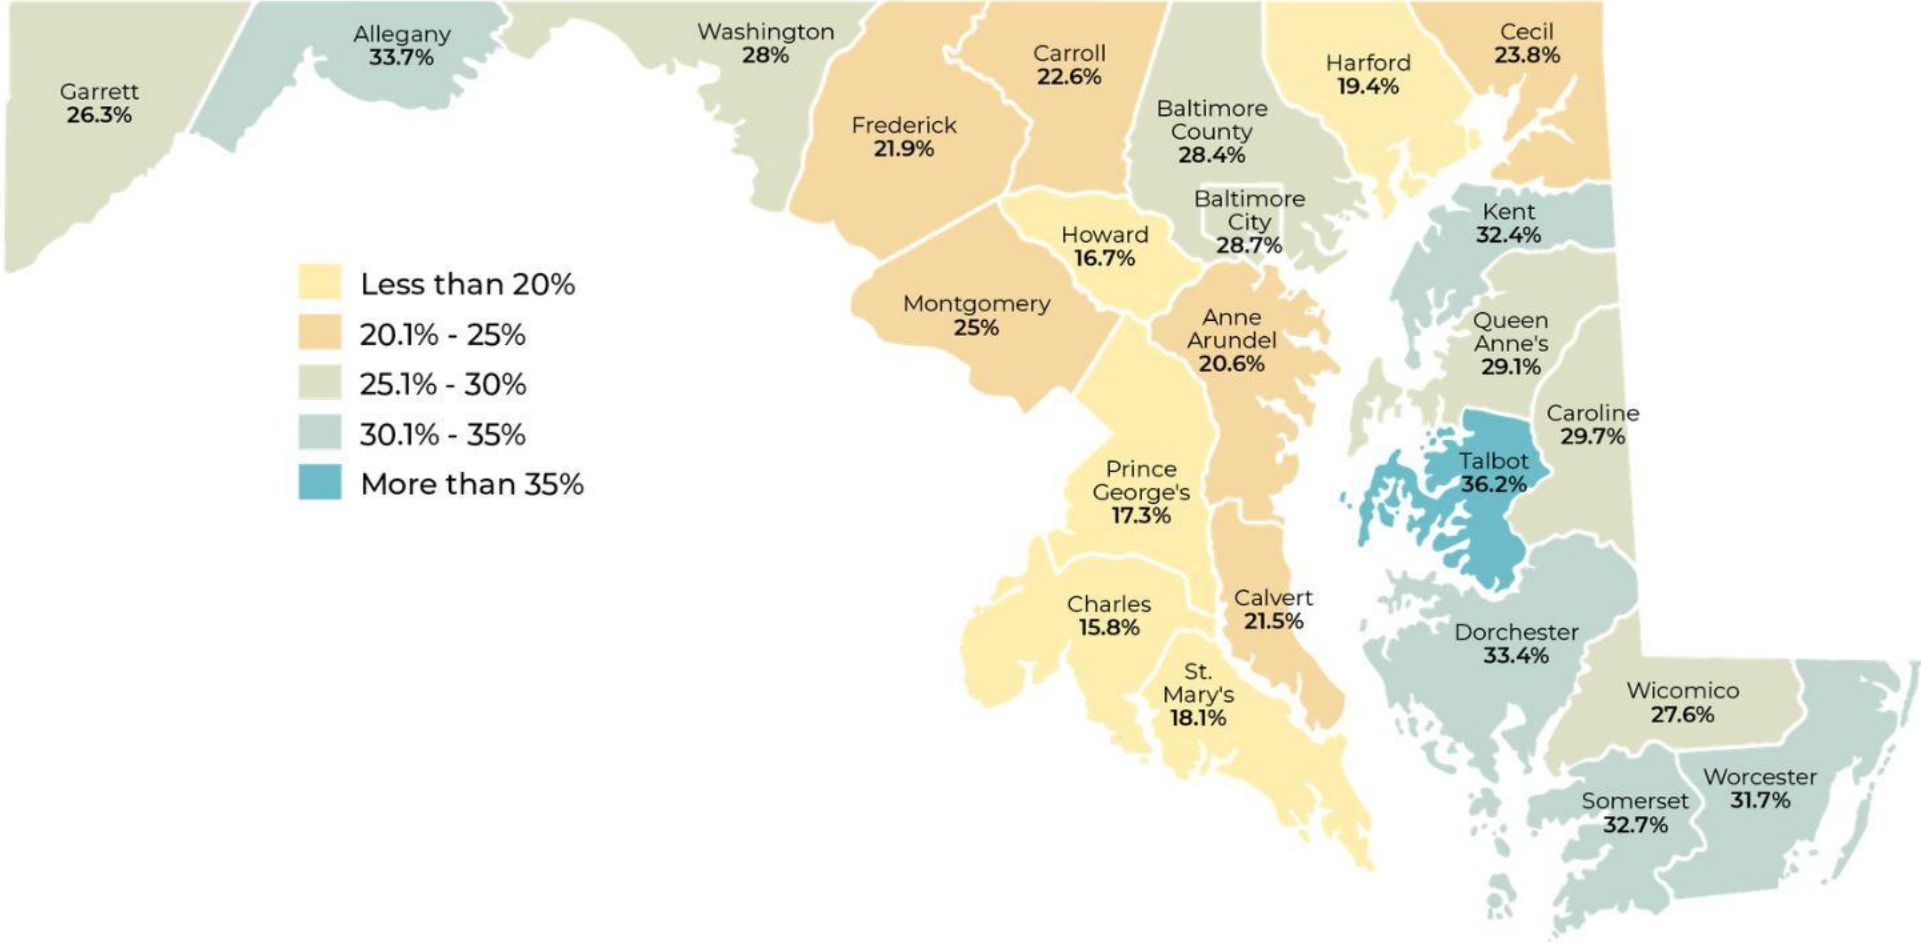 Garrett
26.3%
Allegany
33.7%
Washington
28%
Frederick
21.9%
Carroll
22.6%
Baltimore
County
28.4%
Baltimore
City
28.7%
Harford
19.4%
Cecil
23.8%
Howard
16.7%
Montgomery
25%
Anne
Arundel
20.6%
Kent
32.4%
Queen
Anne's
29.1%
Caroline
29.7%
Talbot
36.2%
Prince
George's
17.3%
Charles
15.8%
Calvert
21.5%
St.
Mary's
18.1%
Dorchester
33.4%
Wicomico
27.6%
Worcester
31.7%
Somerset
32.7%
Less than 20%
20.1% - 25%
25.1% - 30%
30.1% - 35%
More than 35%